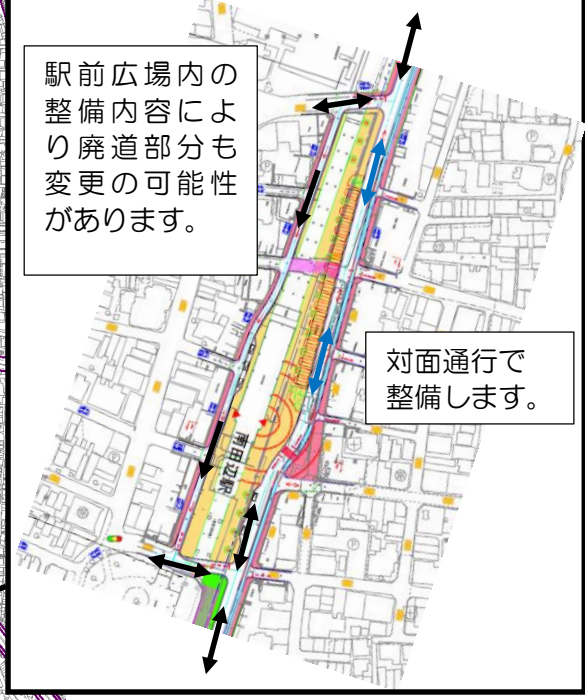 駅前広場内の
整備内容によ
り廃道部分も
変更の可能性
があります。
対面通行で
整備します。
南田辺駅